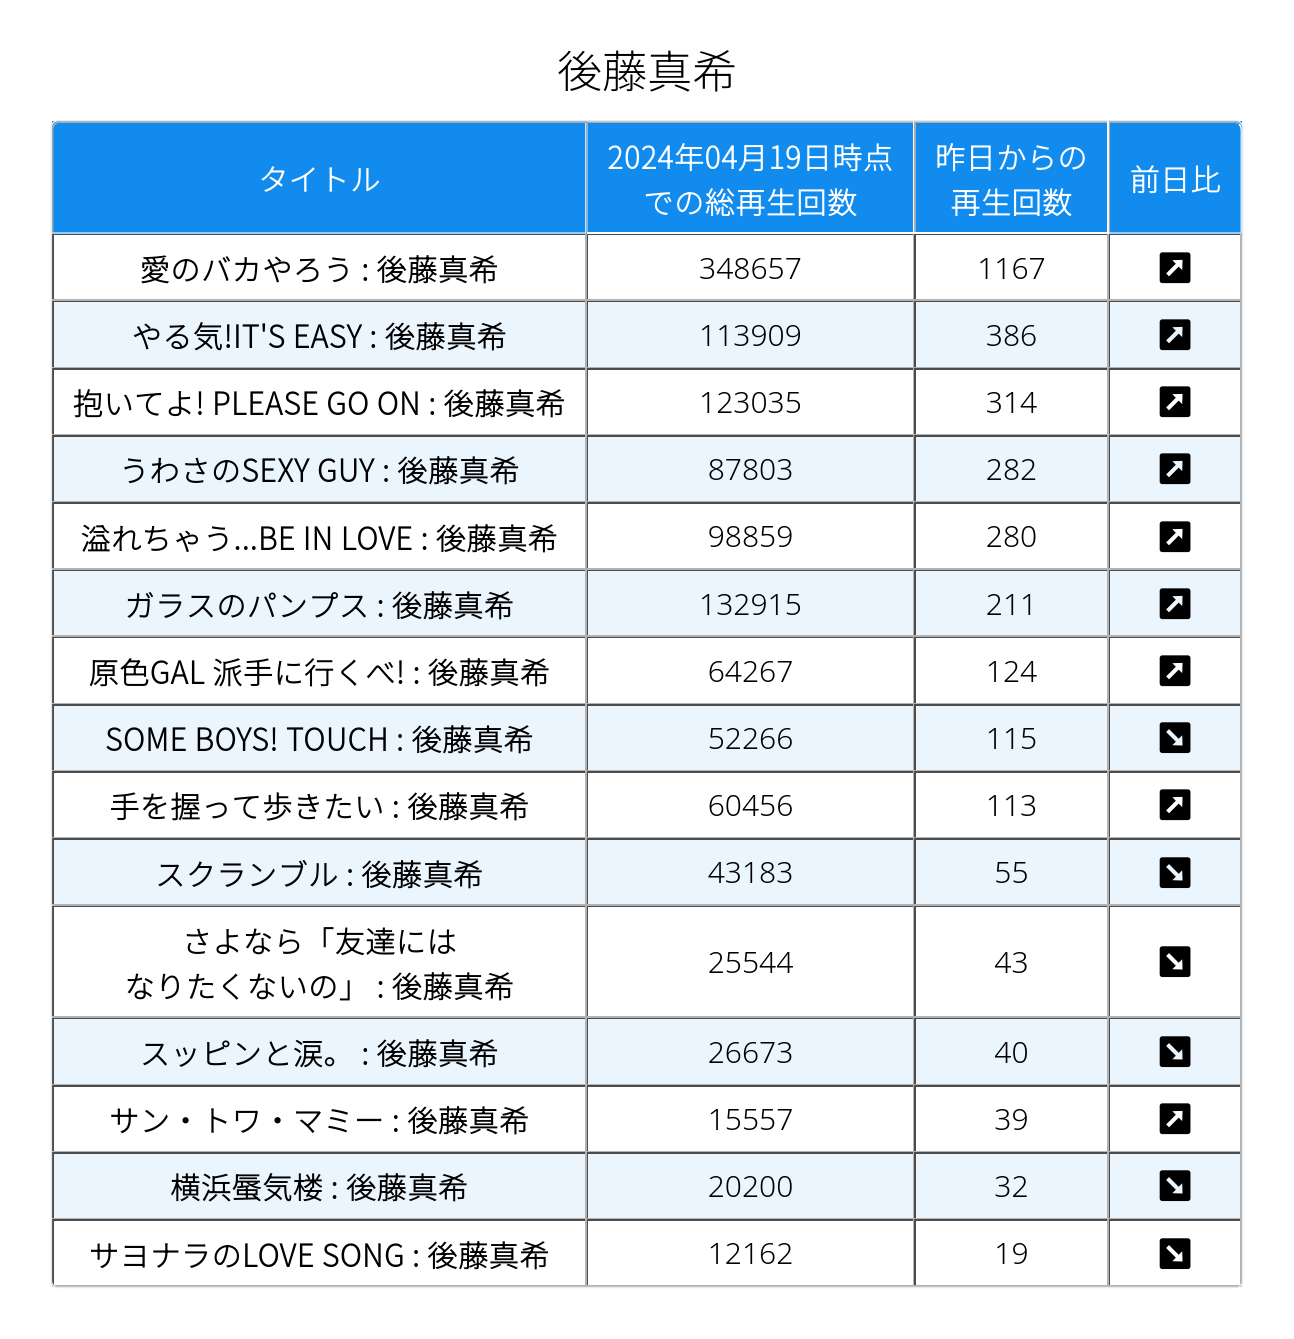 後藤真希
タイトル
2024年04月19日時点
での総再生回数
昨日からの
再生回数
前日比
愛のバカやろう : 後藤真希 348657 1167
やる気!IT'S EASY : 後藤真希 113909 386
抱いてよ! PLEASE GO ON : 後藤真希 123035 314
うわさのSEXY GUY : 後藤真希 87803 282
溢れちゃう...BE IN LOVE : 後藤真希 98859 280
ガラスのパンプス : 後藤真希 132915 211
原色GAL 派手に行くべ! : 後藤真希 64267 124
SOME BOYS! TOUCH : 後藤真希 52266 115
手を握って歩きたい : 後藤真希 60456 113
スクランブル : 後藤真希 43183 55
さよなら「友達には
なりたくないの」 : 後藤真希 25544 43
スッピンと涙。 : 後藤真希 26673 40
サン・トワ・マミー : 後藤真希 15557 39
横浜蜃気楼 : 後藤真希 20200 32
サヨナラのLOVE SONG : 後藤真希 12162 19